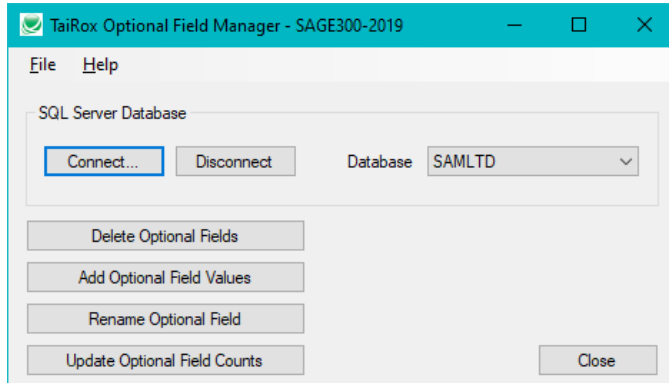 TaiRox Optional Field Manager - SAGE300-2019
File Help
SQL Server Database
Connect... Disconnect Database SAMLTD
Delete Optional Fields
Add Optional Field Values
Rename Optional Field
Update Optional Field Counts Close